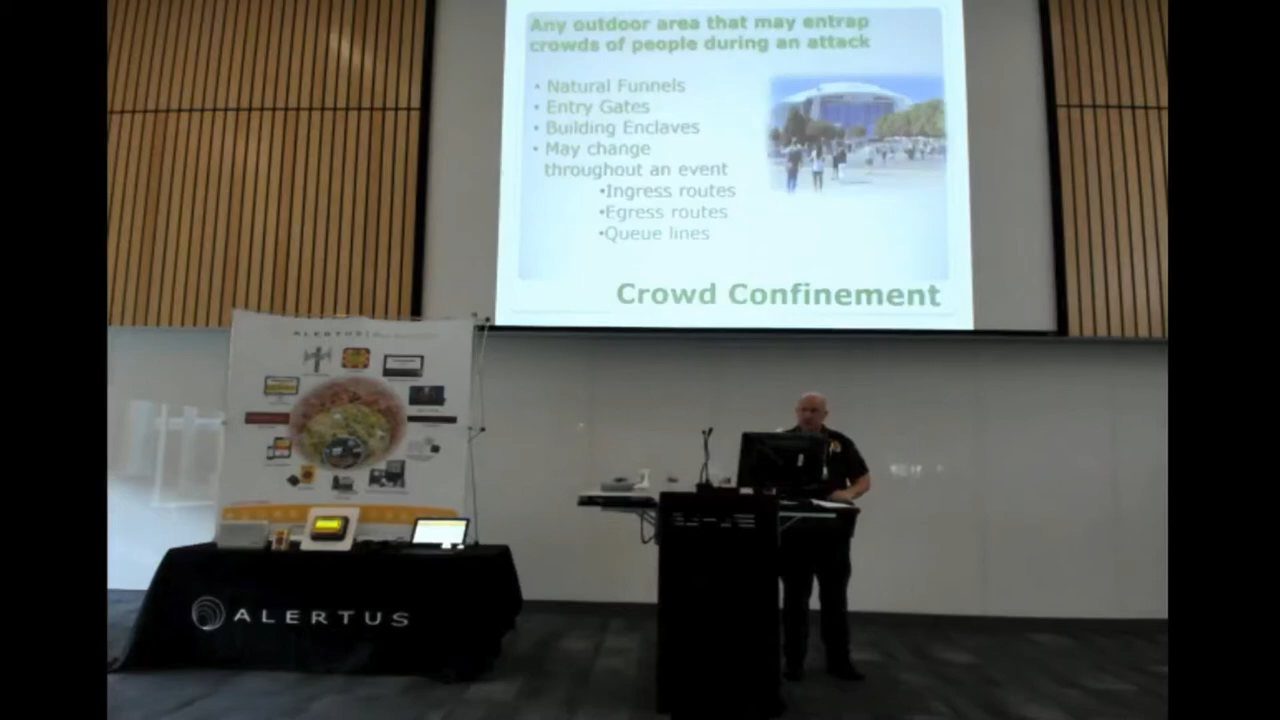 Any outdoor area that may entrap
crowds of people during an attack
• Natural Funnels
• Entry Gates
• Building Enclaves
• May change
throughout an event
•Ingress routes
•Egress routes
•Queue lines
Crowd Confinement
ALERTUS
ALERTUS